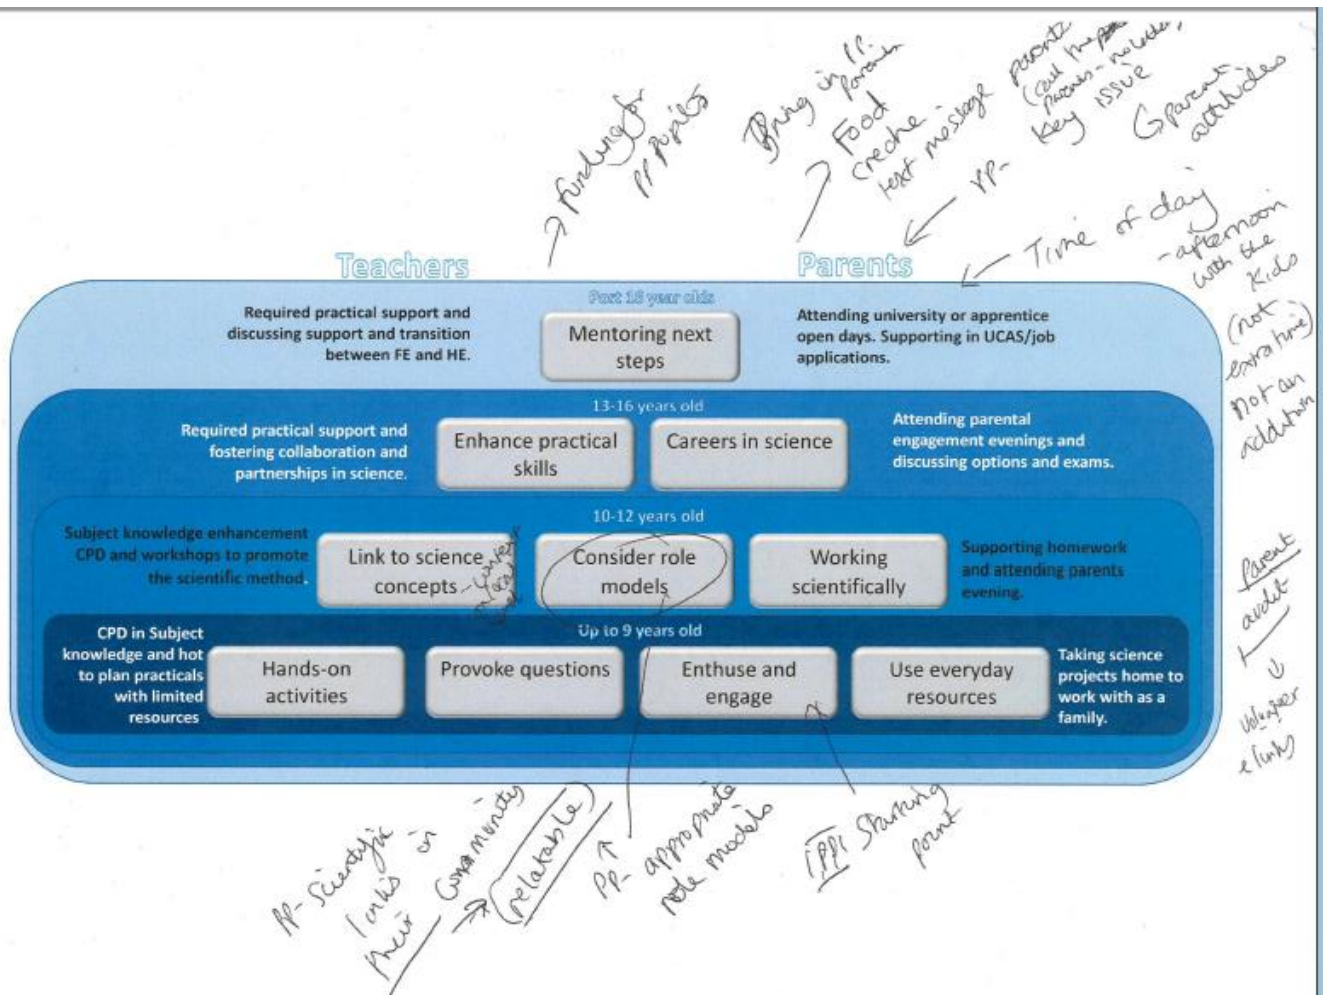 funding for
PP Pupils
Bring in PP.
parents
Food
creche
text message parents
(call
parents - no letters)
PP- Key issue
parent
attitudes
Time of day
- afternoon
with the
kids
(not
extra time)
not an
addition
Teachers
Parents
Post 16 year olds
Required practical support and
discussing support and transition
between FE and HE.
Mentoring next
steps
Attending university or apprentice
open days. Supporting in UCAS/job
applications.
13-16 years old
Required practical support and
fostering collaboration and
partnerships in science.
Enhance practical
skills
Careers in science
Attending parental
engagement evenings and
discussing options and exams.
10-12 years old
Subject knowledge enhancement
CPD and workshops to promote
the scientific method.
Link to science
concepts
Consider role
models
Working
scientifically
Supporting homework
and attending parents
evening.
Up to 9 years old
CPD in Subject
knowledge and hot
to plan practicals
with limited
resources
Hands-on
activities
Provoke questions
Enthuse and
engage
Use everyday
resources
Taking science
projects home to
work with as a
family.
parent
audit
volunteer
e links
PP- scientific
links in
their community
(relatable)
PP- appropriate
role models
PP starting
point